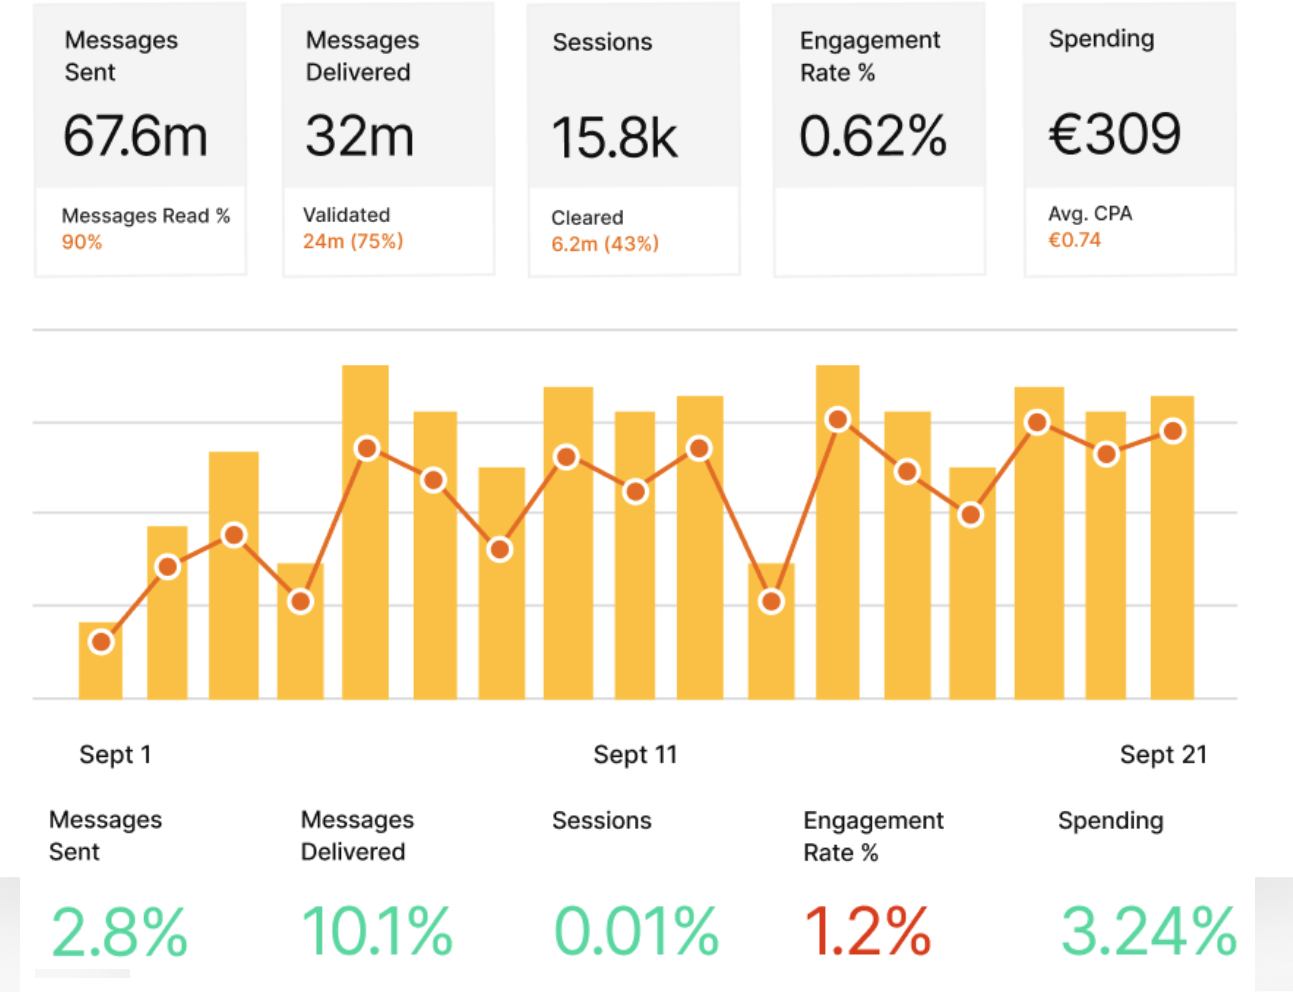 Messages
Sent
67.6m
Messages Read %
90%
Messages
Delivered
32m
Validated
24m (75%)
Sessions
15.8k
Cleared
6.2m (43%)
Engagement
Rate %
0.62%
Spending
€309
Avg. CPA
€0.74
Sept 1
Sept 11
Sept 21
Messages
Sent
2.8%
Messages
Delivered
10.1%
Sessions
0.01%
Engagement
Rate %
1.2%
Spending
3.24%